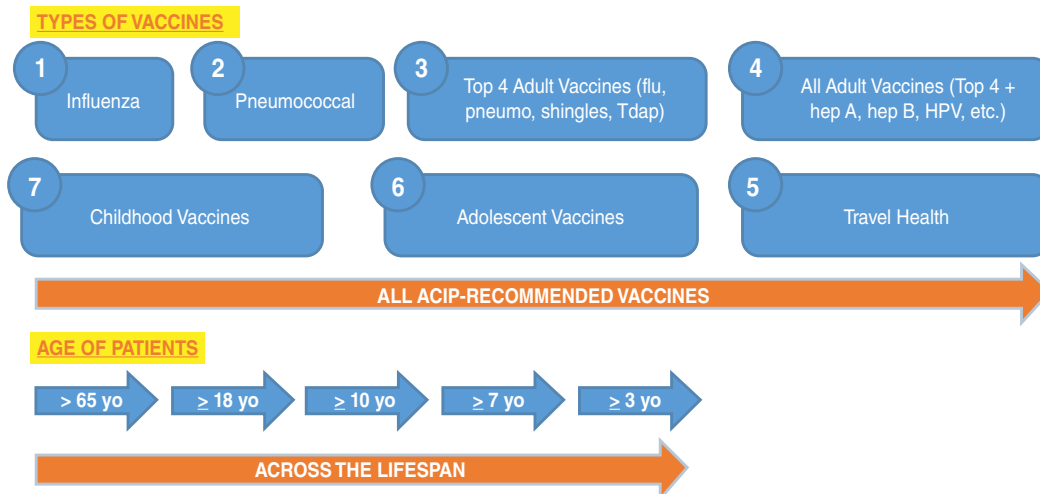 TYPES OF VACCINES
1
Influenza
2
Pneumococcal
3
Top 4 Adult Vaccines (flu,
pneumo, shingles, Tdap)
4
All Adult Vaccines (Top 4 +
hep A, hep B, HPV, etc.)
7
Childhood Vaccines
6
Adolescent Vaccines
5
Travel Health
ALL ACIP-RECOMMENDED VACCINES
AGE OF PATIENTS
> 65 yo
≥ 18 yo
≥ 10 yo
≥ 7 yo
≥ 3 yo
ACROSS THE LIFESPAN